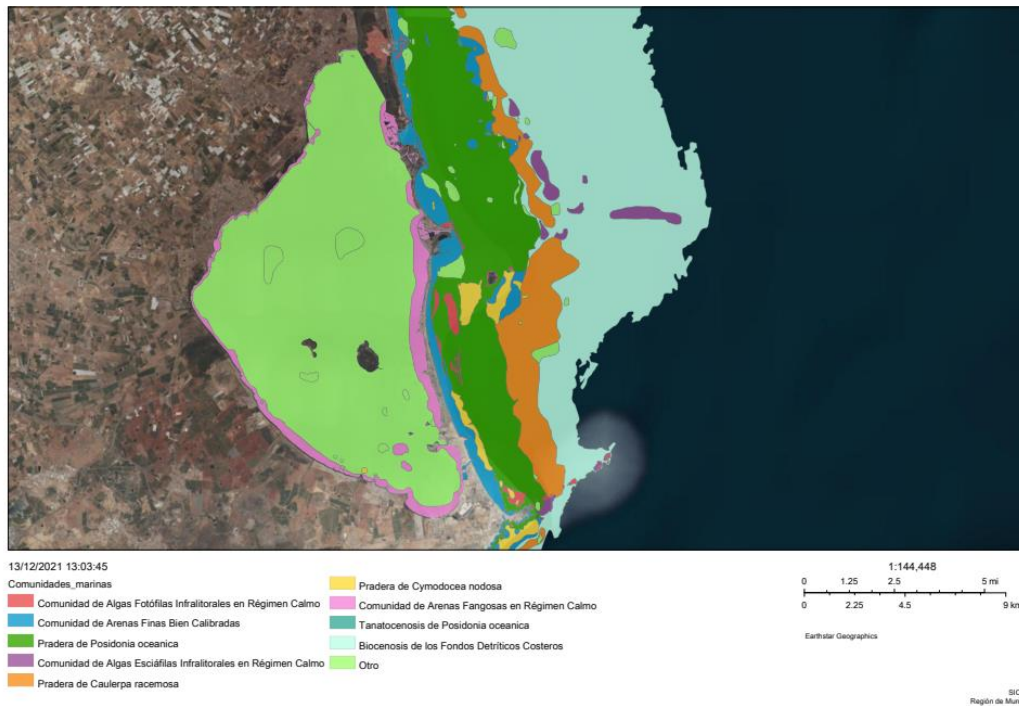 13/12/2021 13:03:45
Comunidades_marinas
Comunidad de Algas Fotófilas Infralitorales en Régimen Calmo
Comunidad de Arenas Finas Bien Calibradas
Pradera de Posidonia oceanica
Comunidad de Algas Esciáfilas Infralitorales en Régimen Calmo
Pradera de Caulerpa racemosa
Pradera de Cymodocea nodosa
Comunidad de Arenas Fangosas en Régimen Calmo
Tanatocenosis de Posidonia oceanica
Biocenosis de los Fondos Detríticos Costeros
Otro
1:144,448
0 1.25 2.5 5 mi
0 2.25 4.5 9 km
Earthstar Geographics
Región de